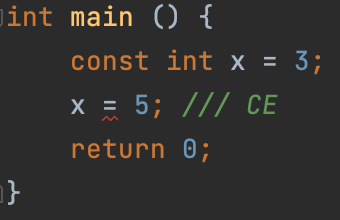 int main () {
const int x = 3;
x = 5; /// CE
return 0;
}